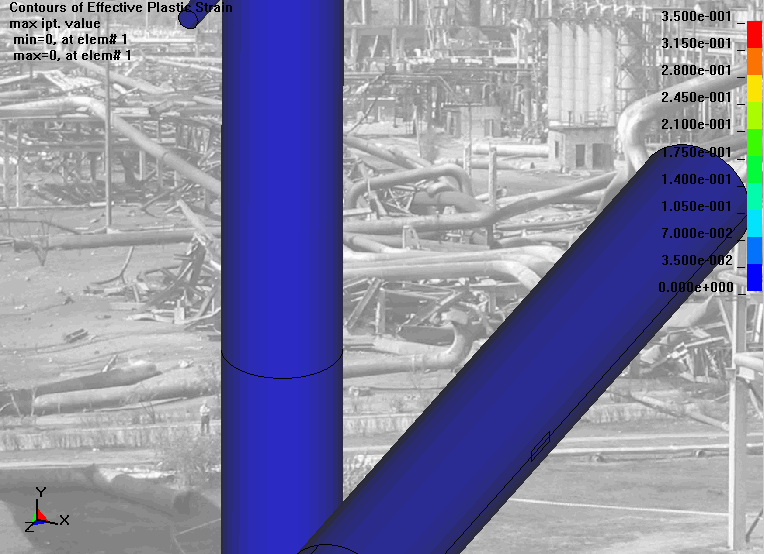 Contours of Effective Plastic Strain
max ipt. value
min=0, at elem# 1
max=0, at elem# 1
3.500e-001
3.150e-001
2.800e-001
2.450e-001
2.100e-001
1.750e-001
1.400e-001
1.050e-001
7.000e-002
3.500e-002
0.000e+000
Y
X
Z